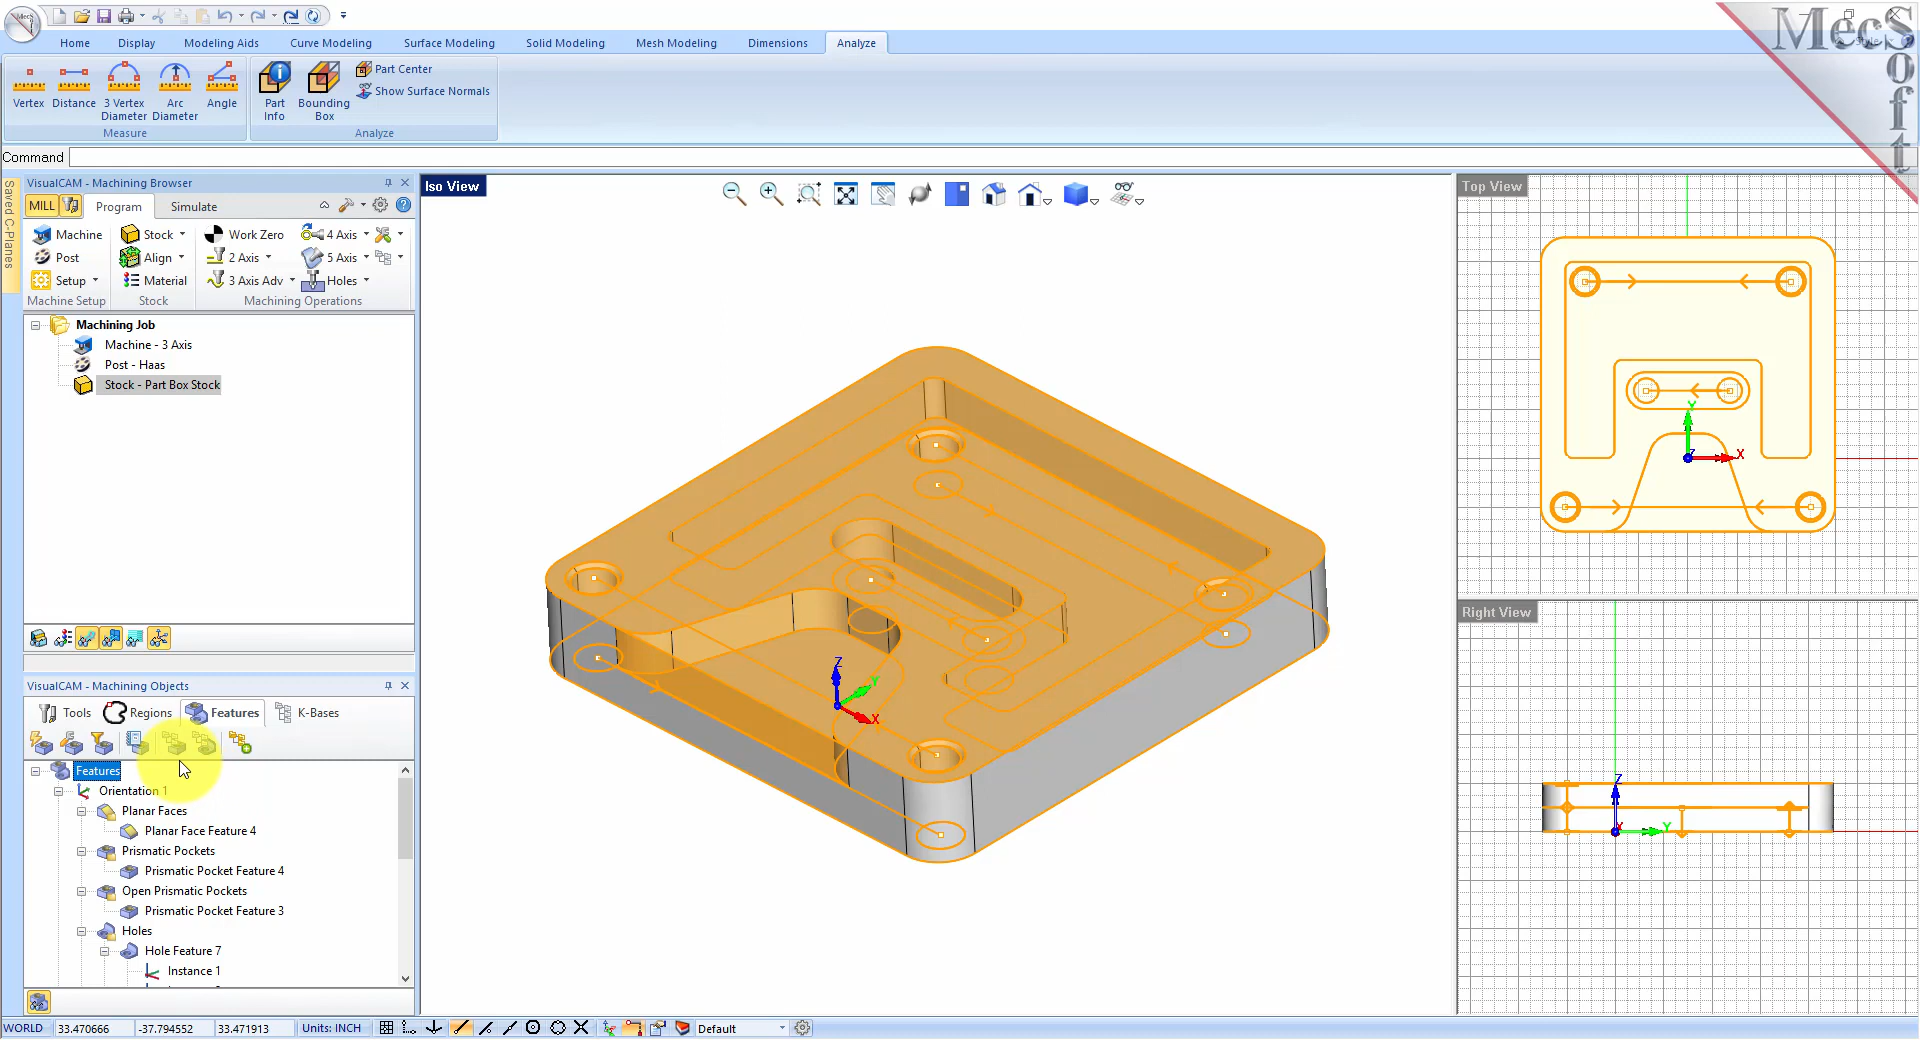 MecSoft
Home Display Modeling Aids Curve Modeling Surface Modeling Solid Modeling Mesh Modeling Dimensions Analyze
Vertex Distance 3 Vertex Diameter Arc Diameter Angle
Part Info Bounding Box
Part Center
Show Surface Normals
Measure Analyze
Command
Saved C-Planes
VisualCAM - Machining Browser
MILL Program Simulate
Machine Stock Work Zero 4 Axis
Post Align 2 Axis 5 Axis
Setup Material 3 Axis Adv Holes
Machine Setup Stock Machining Operations
Machining Job
Machine - 3 Axis
Post - Haas
Stock - Part Box Stock
VisualCAM - Machining Objects
Tools Regions Features K-Bases
Features
Orientation 1
Planar Faces
Planar Face Feature 4
Prismatic Pockets
Prismatic Pocket Feature 4
Open Prismatic Pockets
Prismatic Pocket Feature 3
Holes
Hole Feature 7
Instance 1
Iso View
Z
Y
X
Top View
Y
X
Z
Right View
Z
Y
X
WORLD 33.470666 -37.794552 33.471913 Units: INCH Default